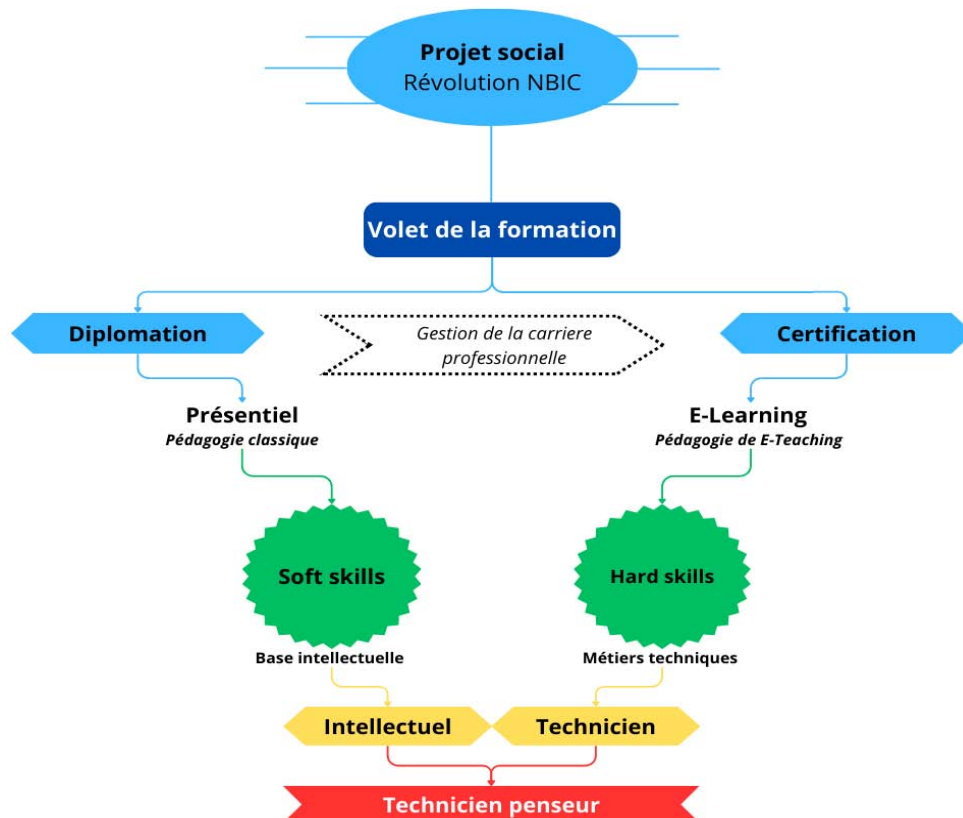 Projet social
Révolution NBIC
Volet de la formation
Diplomation
Gestion de la carriere
professionnelle
Certification
Présentiel
Pédagogie classique
E-Learning
Pédagogie de E-Teaching
Soft skills
Hard skills
Base intellectuelle
Métiers techniques
Intellectuel
Technicien
Technicien penseur